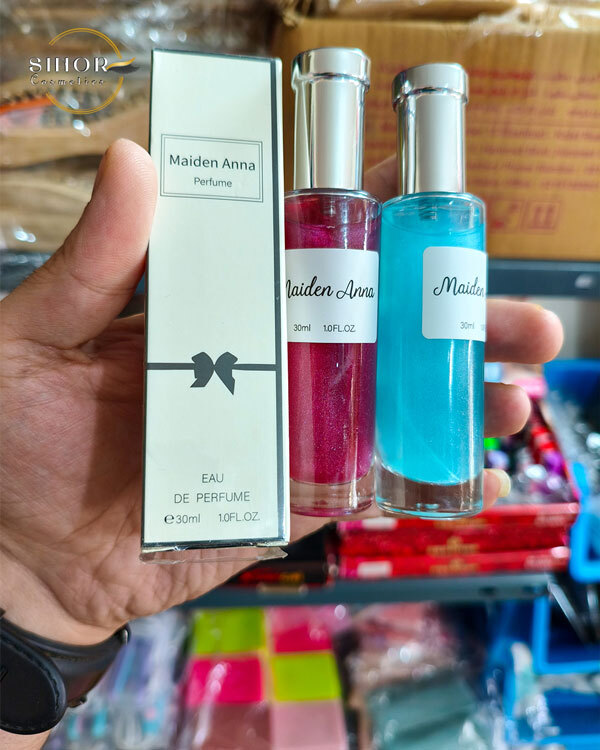 SIHOR
Cosmetics
Maiden Anna
Perfume
EAU
DE PERFUME
℮30ml 1.0FL.OZ.
Maiden Anna
30ml 1.0FL.OZ.
Maiden
30ml